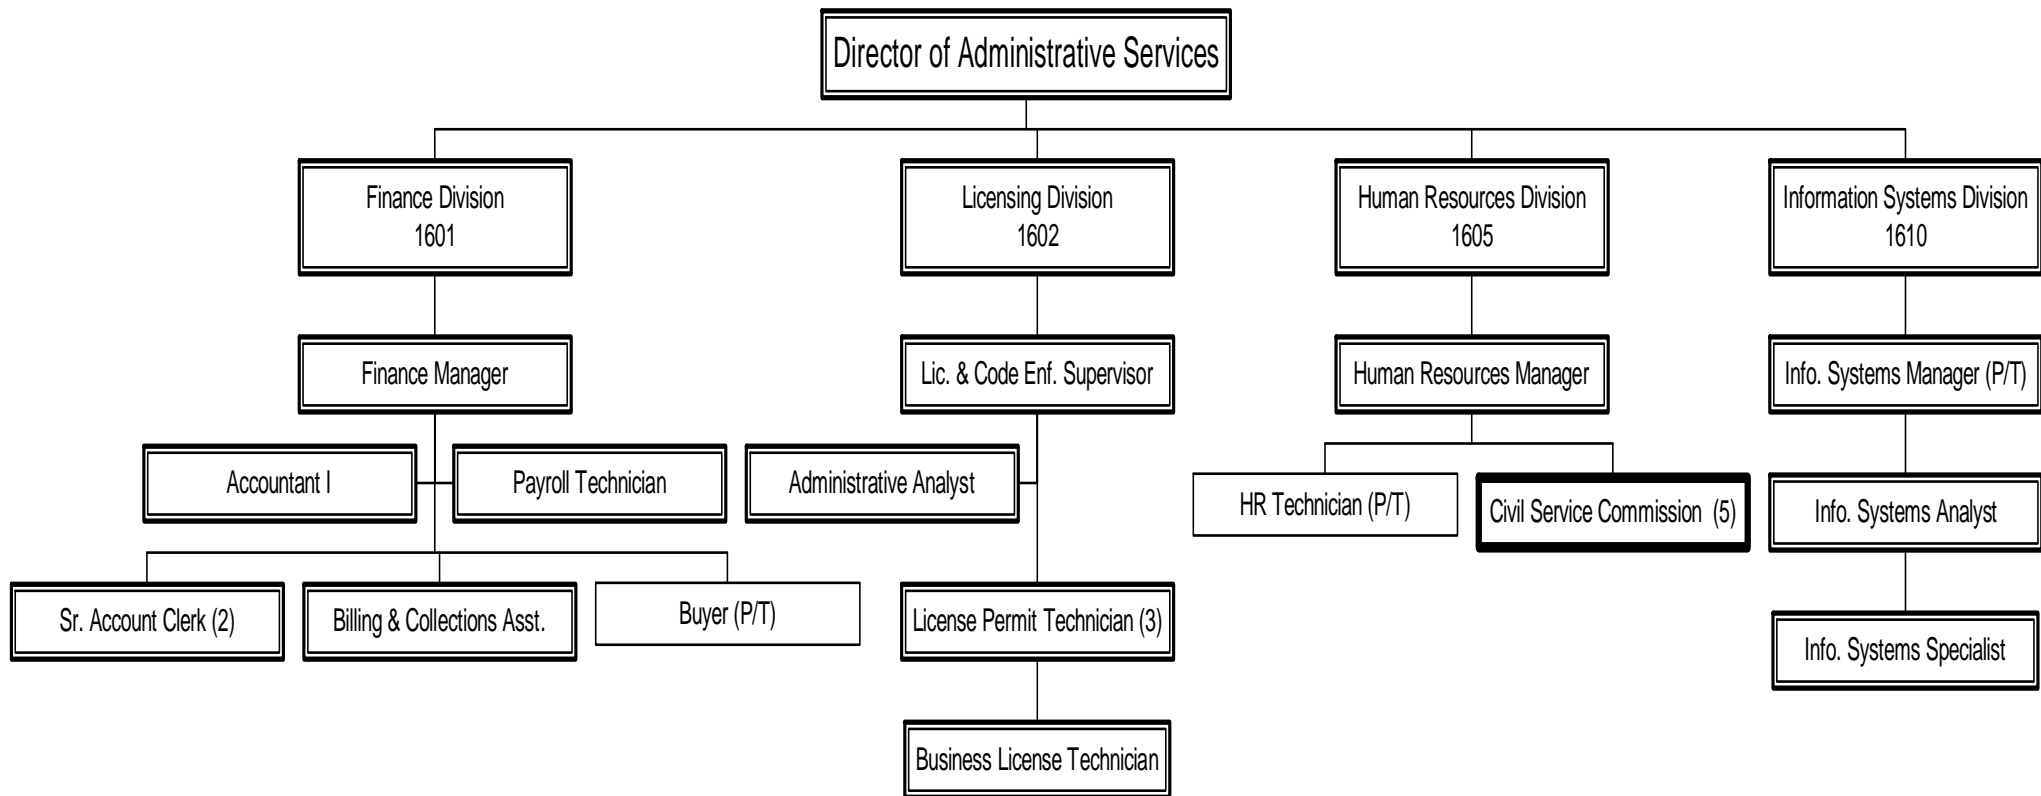 Director of Administrative Services
Finance Division
1601
Licensing Division
1602
Human Resources Division
1605
Information Systems Division
1610
Finance Manager
Lic. & Code Enf. Supervisor
Human Resources Manager
Info. Systems Manager (P/T)
Accountant I
Payroll Technician
Administrative Analyst
HR Technician (P/T)
Civil Service Commission (5)
Info. Systems Analyst
Sr. Account Clerk (2)
Billing & Collections Asst.
Buyer (P/T)
License Permit Technician (3)
Info. Systems Specialist
Business License Technician